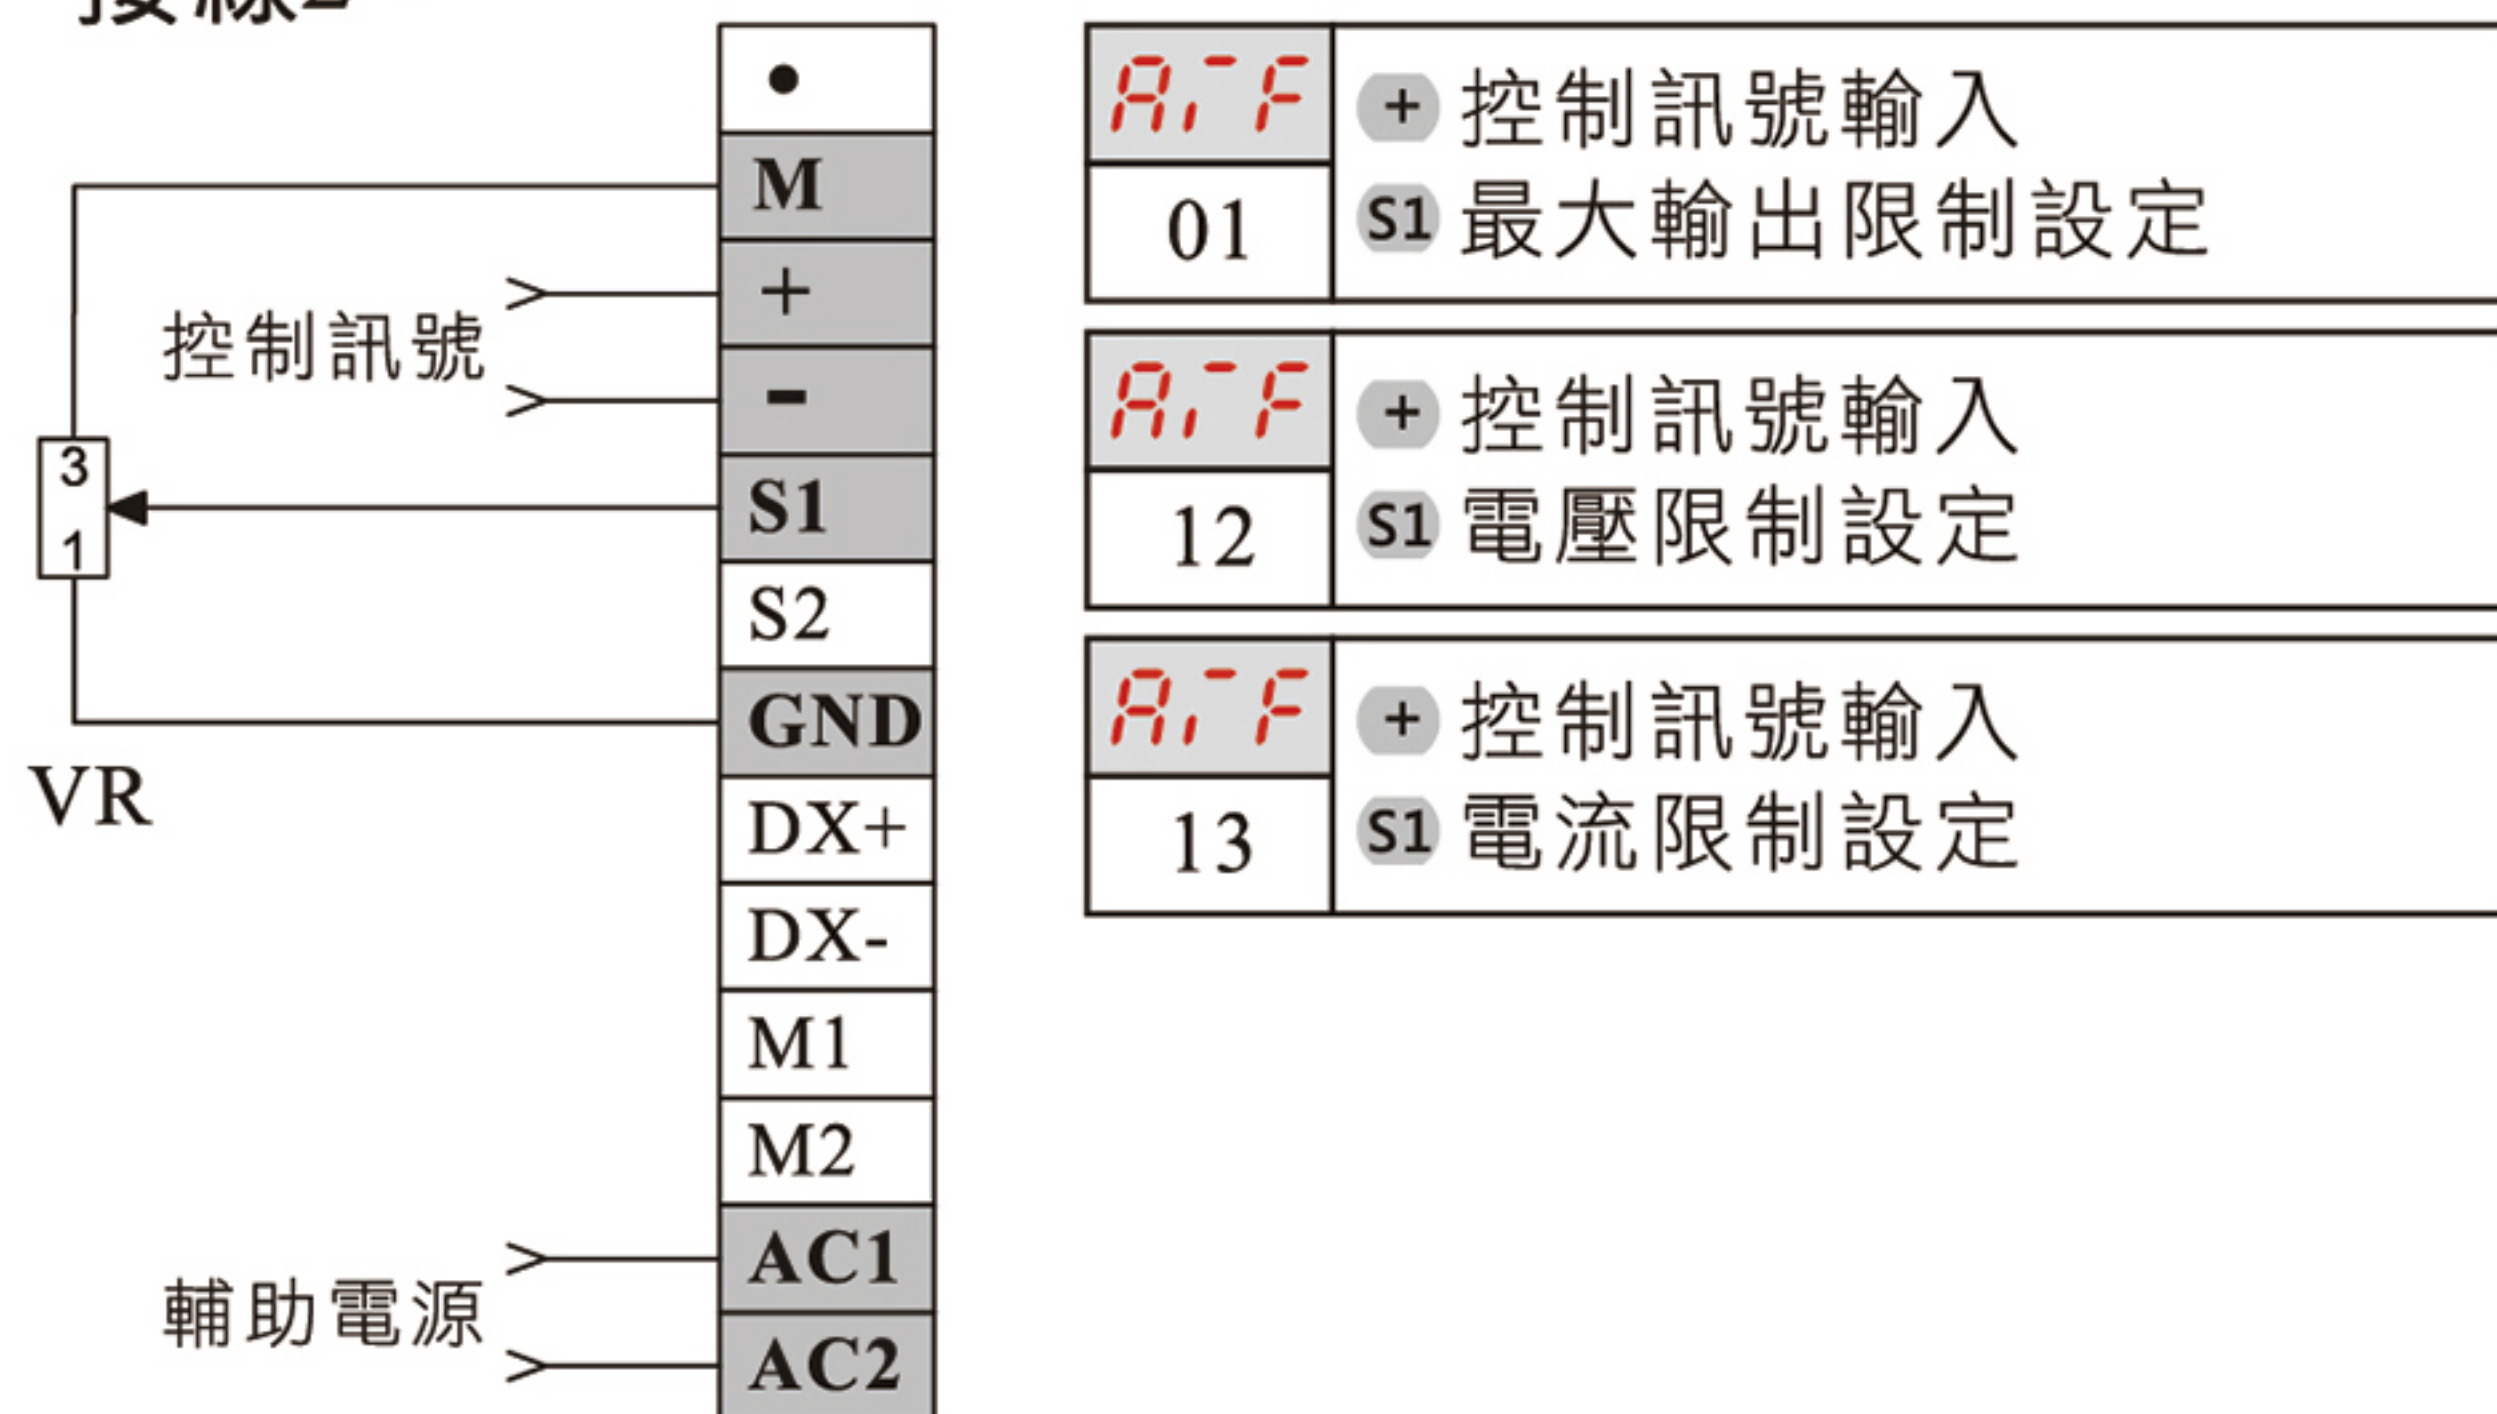 接線2
•
M
+
-
S1
S2
GND
DX+
DX-
M1
M2
AC1
AC2
控制訊號
3
1
VR
輔助電源
01
+ 控制訊號輸入
S1 最大輸出限制設定
12
+ 控制訊號輸入
S1 電壓限制設定
13
+ 控制訊號輸入
S1 電流限制設定